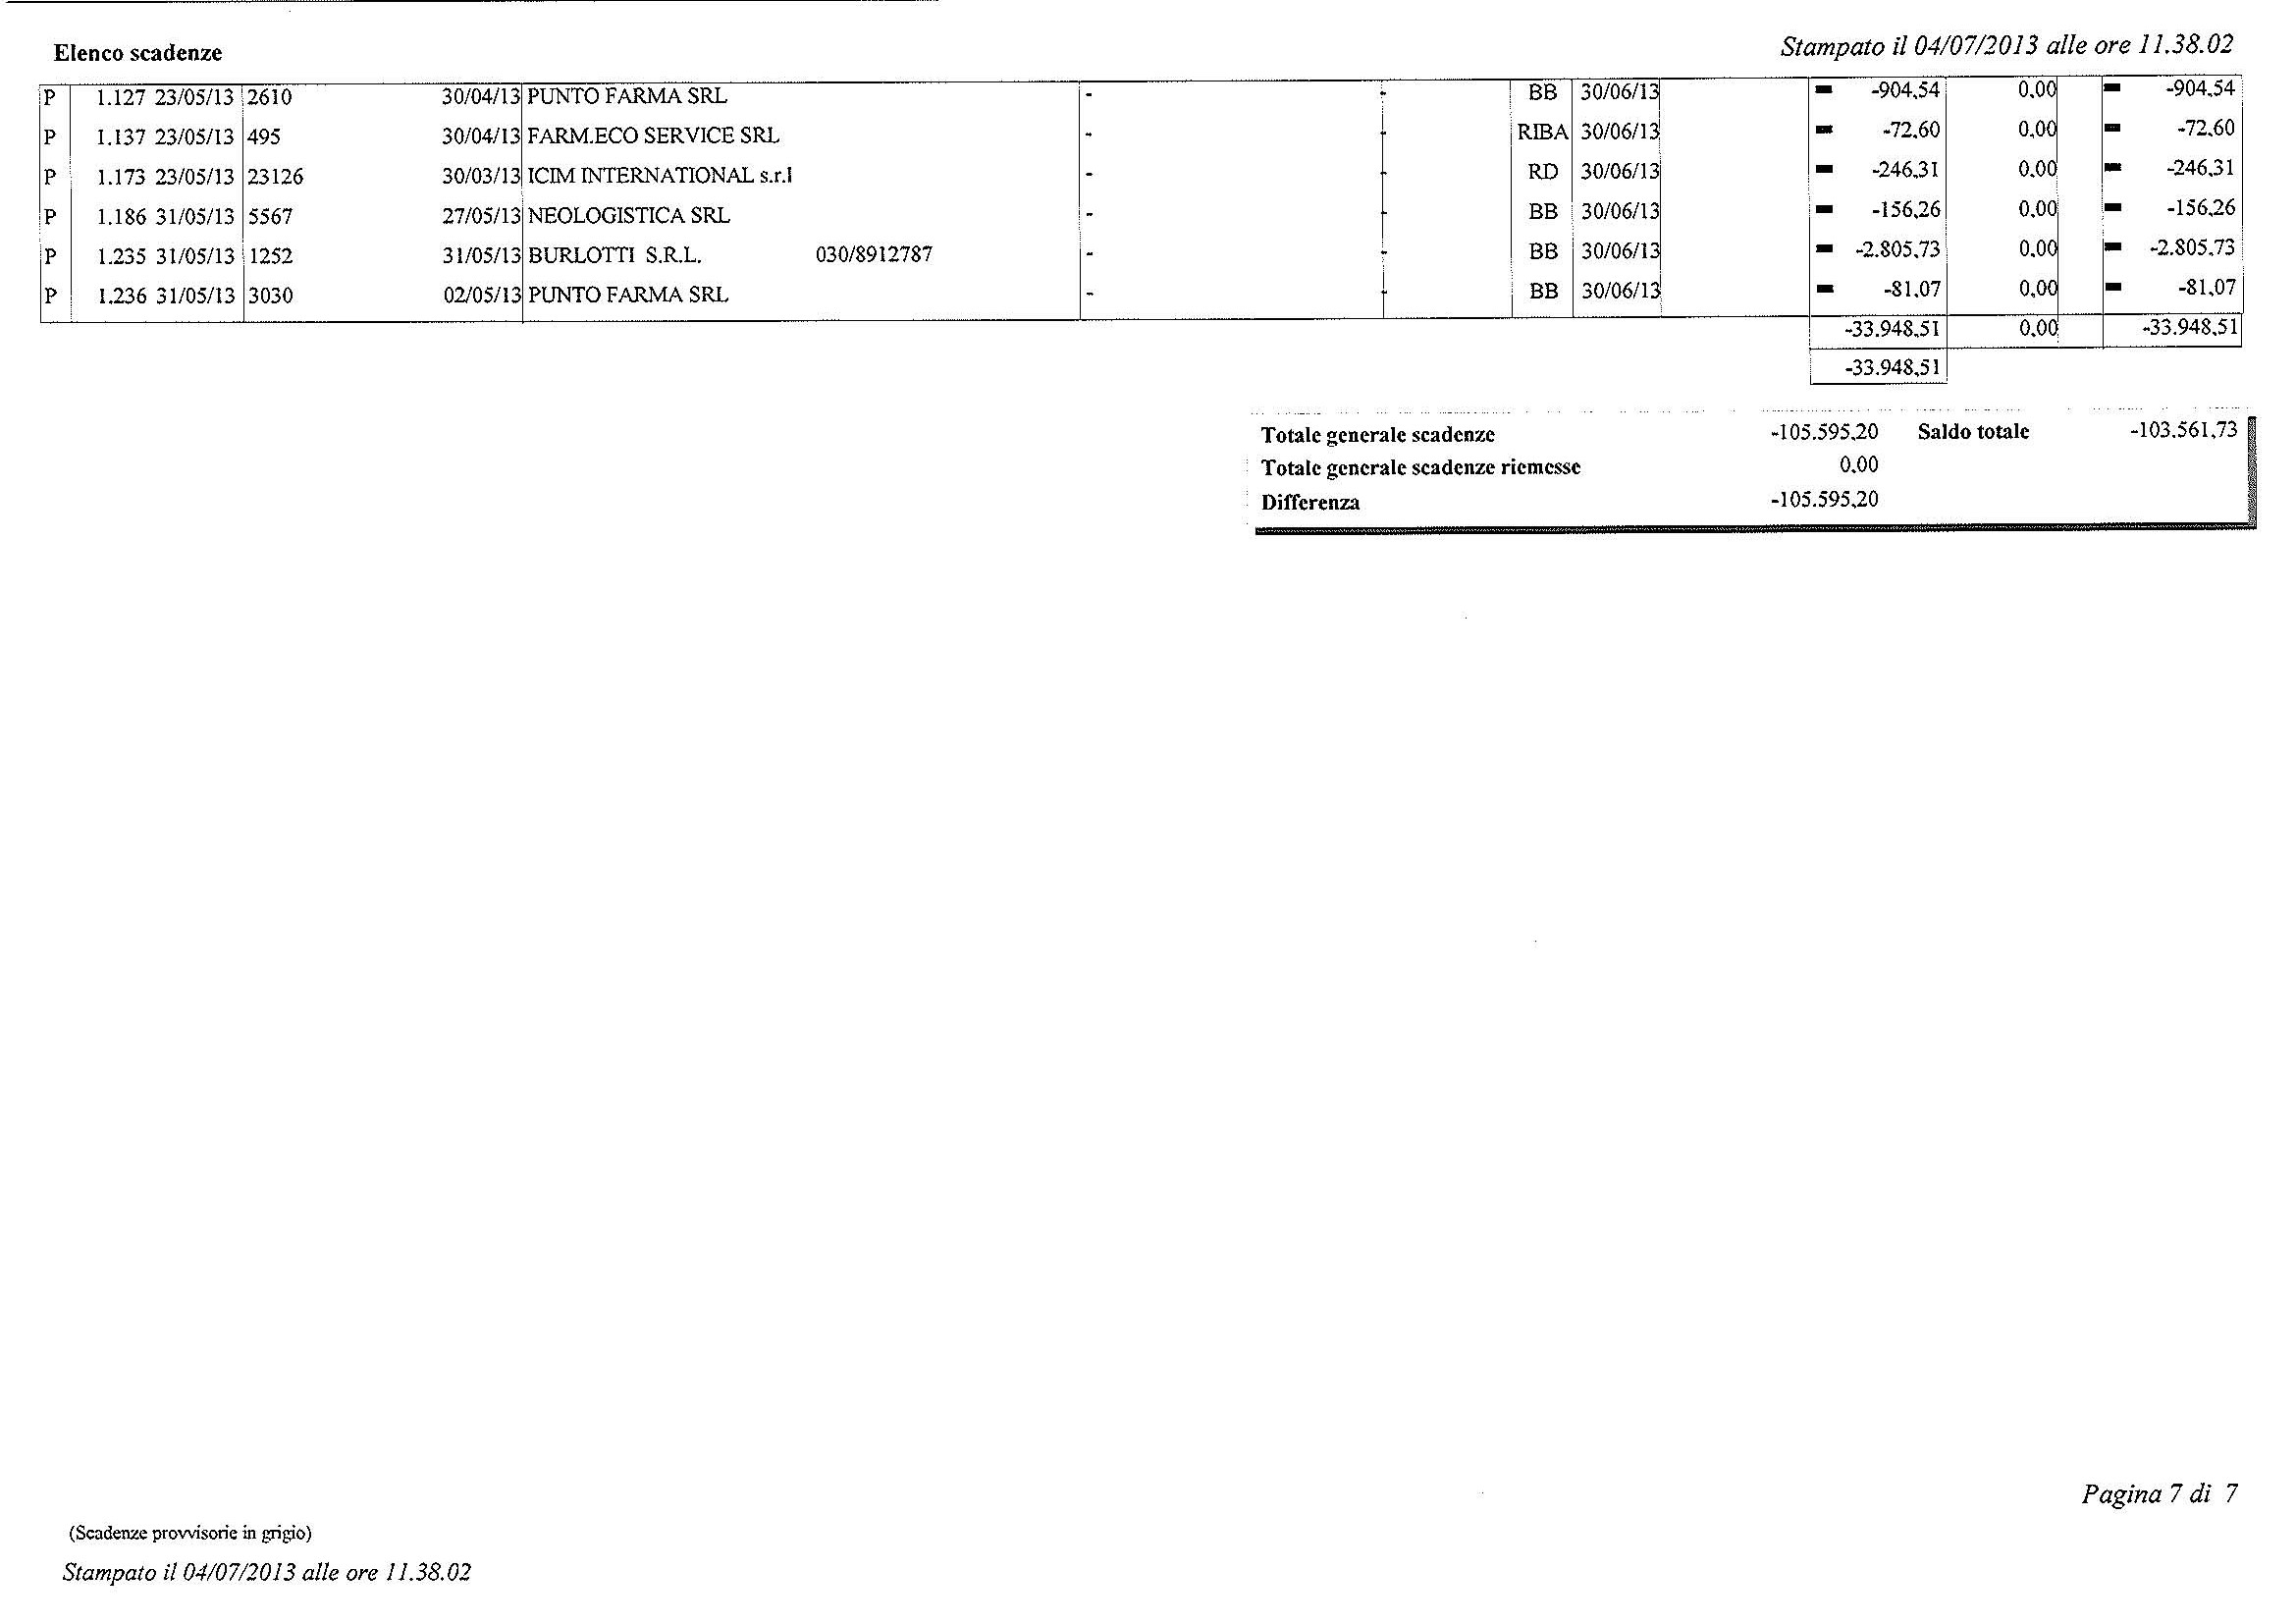 Elenco scadenze
Stampato il 04/07/2013 alle ore 11.38.02
P 1.127 23/05/13 2610 30/04/13 PUNTO FARMA SRL - - BB 30/06/13 -904,54 0,00 -904,54
P 1.137 23/05/13 495 30/04/13 FARM.ECO SERVICE SRL - - RIBA 30/06/13 -72,60 0,00 -72,60
P 1.173 23/05/13 23126 30/03/13 ICIM INTERNATIONAL s.r.l - - RD 30/06/13 -246,31 0,00 -246,31
P 1.186 31/05/13 5567 27/05/13 NEOLOGISTICA SRL - - BB 30/06/13 -156,26 0,00 -156,26
P 1.235 31/05/13 1252 31/05/13 BURLOTTI S.R.L. 030/8912787 - - BB 30/06/13 -2.805,73 0,00 -2.805,73
P 1.236 31/05/13 3030 02/05/13 PUNTO FARMA SRL - - BB 30/06/13 -81,07 0,00 -81,07
-33.948,51 0,00 -33.948,51
-33.948,51
Totale generale scadenze -105.595,20 Saldo totale -103.561,73
Totale generale scadenze riemesse 0,00
Differenza -105.595,20
Pagina 7 di 7
(Scadenze provvisorie in grigio)
Stampato il 04/07/2013 alle ore 11.38.02